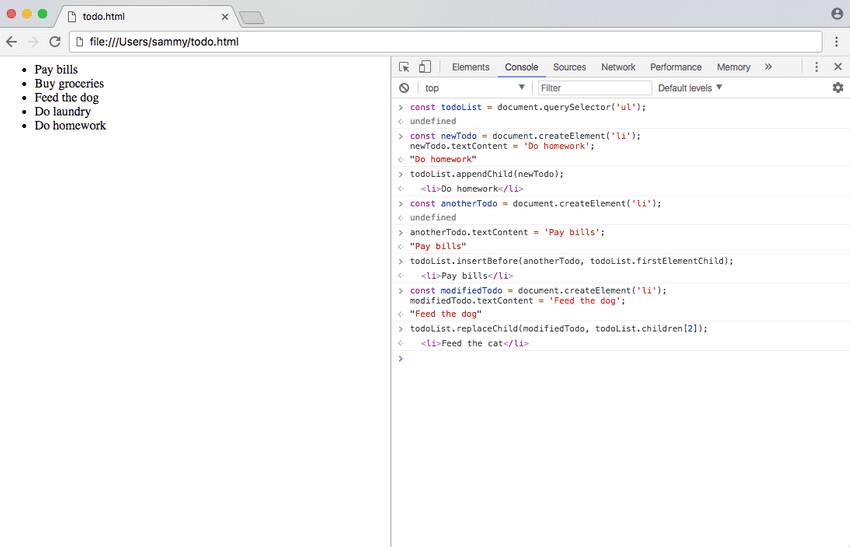 todo.html
file:///Users/sammy/todo.html
Pay bills
Buy groceries
Feed the dog
Do laundry
Do homework
Elements Console Sources Network Performance Memory
top Filter Default levels
const todoList = document.querySelector('ul');
undefined
const newTodo = document.createElement('li');
newTodo.textContent = 'Do homework';
"Do homework"
todoList.appendChild(newTodo);
<li>Do homework</li>
const anotherTodo = document.createElement('li');
undefined
anotherTodo.textContent = 'Pay bills';
"Pay bills"
todoList.insertBefore(anotherTodo, todoList.firstElementChild);
<li>Pay bills</li>
const modifiedTodo = document.createElement('li');
modifiedTodo.textContent = 'Feed the dog';
"Feed the dog"
todoList.replaceChild(modifiedTodo, todoList.children[2]);
<li>Feed the cat</li>